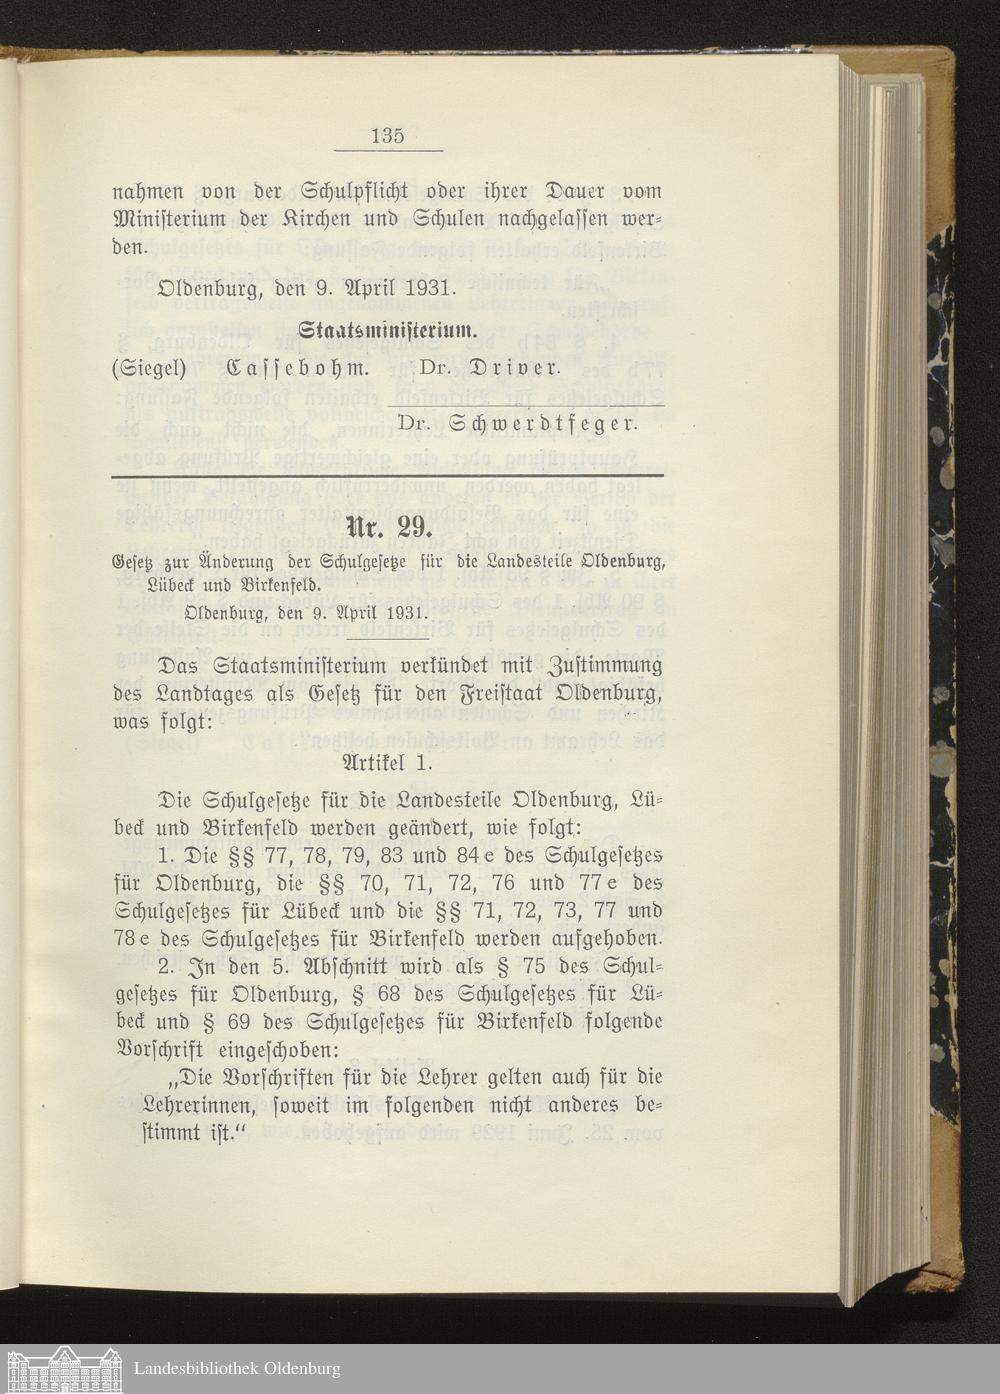 135
nahmen von der Schulpflicht oder ihrer Dauer vom
Ministerium der Kirchen und Schulen nachgelassen wer-
den.
Oldenburg, den 9. April 1931.
Staatsministerium.
(Siegel) Cassebohm. Dr. Driver.
Dr. Schwerdtfeger.
Nr. 29.
Gesetz zur Änderung der Schulgesetze für die Landesteile Oldenburg,
Lübeck und Birkenfeld.
Oldenburg, den 9. April 1931.
Das Staatsministerium verkündet mit Zustimmung
des Landtages als Gesetz für den Freistaat Oldenburg,
was folgt:
Artikel 1.
Die Schulgesetze für die Landesteile Oldenburg, Lü-
beck und Birkenfeld werden geändert, wie folgt:
1. Die §§ 77, 78, 79, 83 und 84 e des Schulgesetzes
für Oldenburg, die §§ 70, 71, 72, 76 und 77 e des
Schulgesetzes für Lübeck und die §§ 71, 72, 73, 77 und
78 e des Schulgesetzes für Birkenfeld werden aufgehoben.
2. In den 5. Abschnitt wird als § 75 des Schul-
gesetzes für Oldenburg, § 68 des Schulgesetzes für Lü-
beck und § 69 des Schulgesetzes für Birkenfeld folgende
Vorschrift eingeschoben:
„Die Vorschriften für die Lehrer gelten auch für die
Lehrerinnen, soweit im folgenden nicht anderes be-
stimmt ist.“
Landesbibliothek Oldenburg